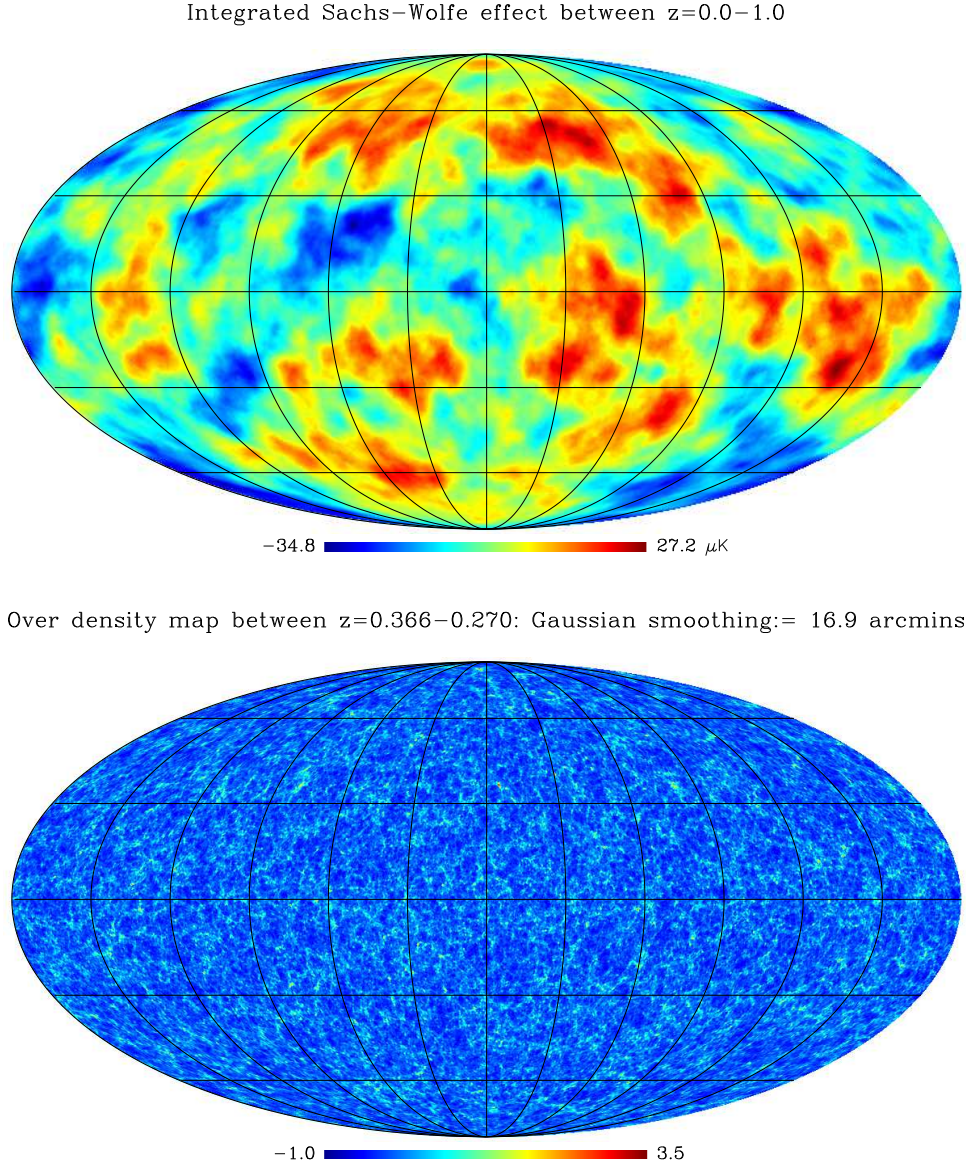 Integrated Sachs-Wolfe effect between z=0.0-1.0
-34.8 27.2 μK
Over density map between z=0.366-0.270: Gaussian smoothing:= 16.9 arcmins
-1.0 3.5